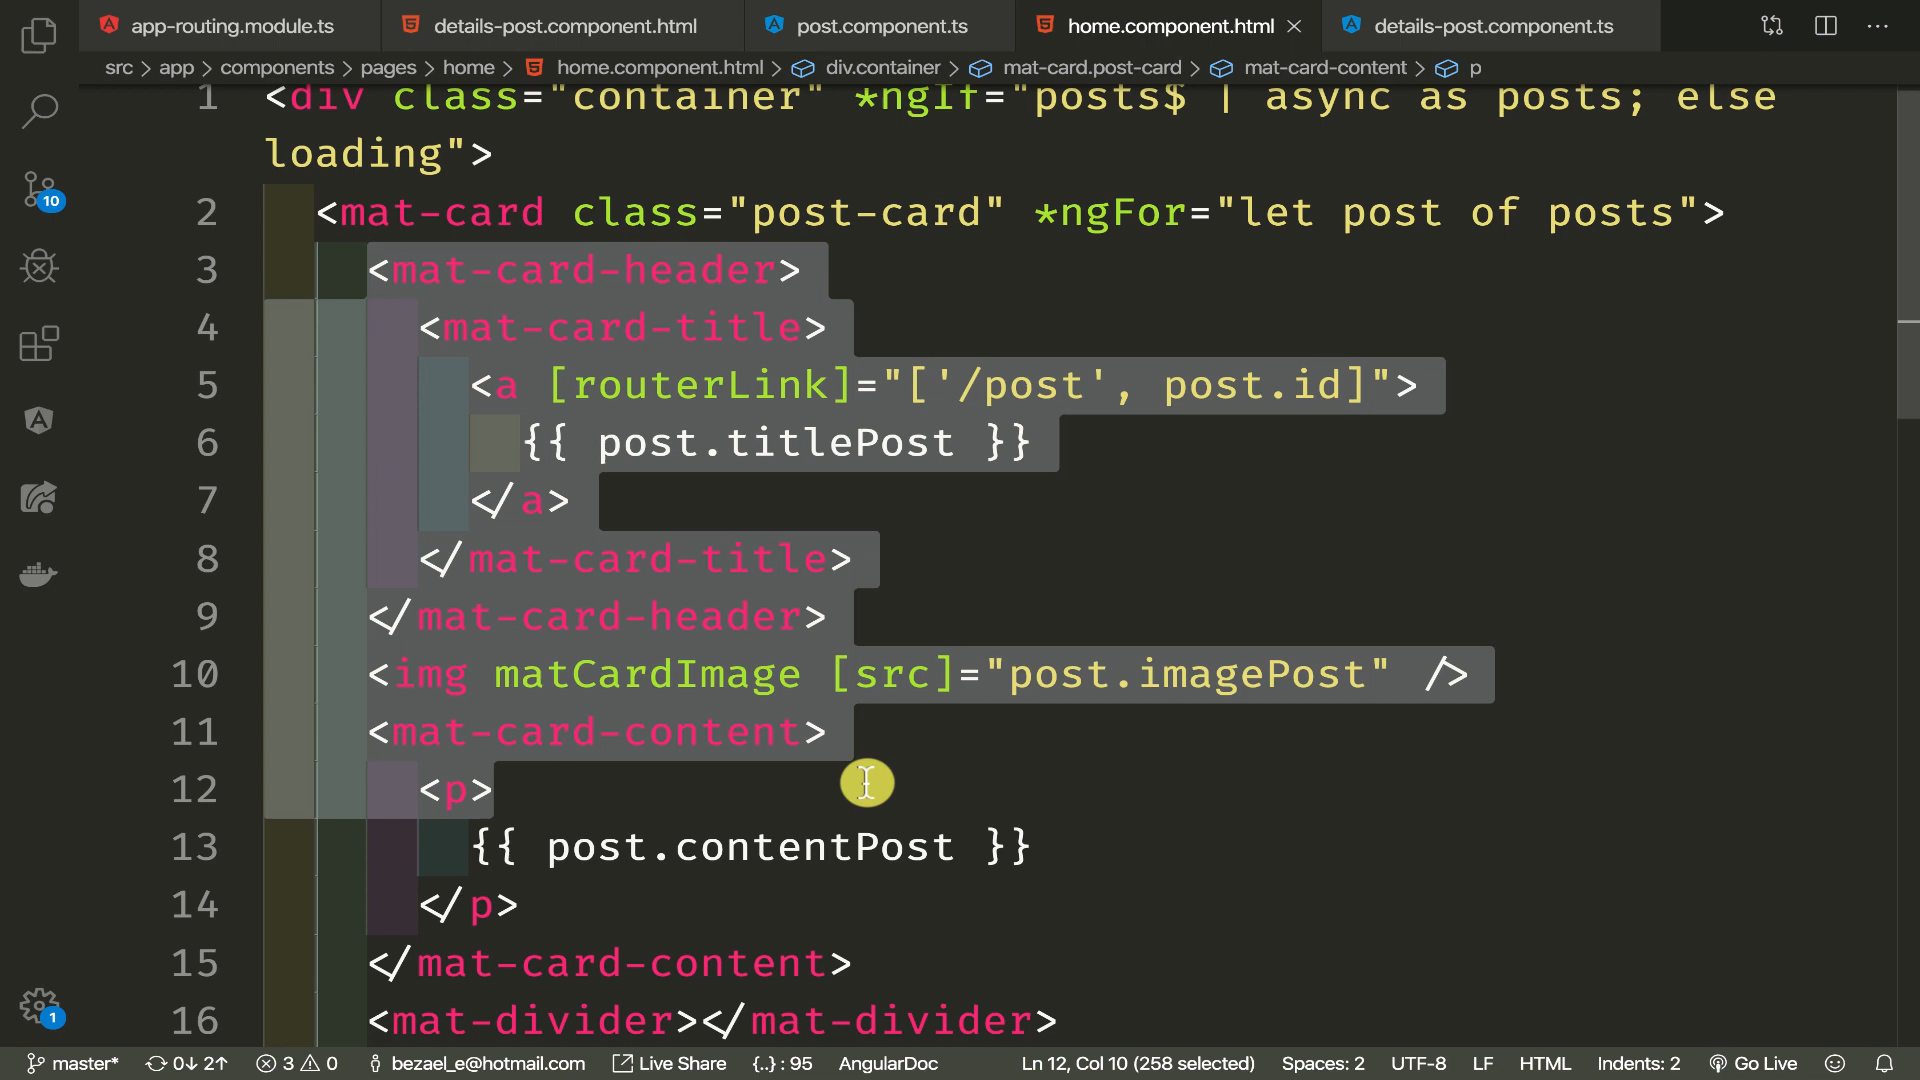 app-routing.module.ts details-post.component.html post.component.ts home.component.html details-post.component.ts
src > app > components > pages > home > home.component.html > div.container > mat-card.post-card > mat-card-content > p
1 <div class="container" *ngIf="posts$ | async as posts; else
loading">
2 <mat-card class="post-card" *ngFor="let post of posts">
3 <mat-card-header>
4 <mat-card-title>
5 <a [routerLink]="['/post', post.id]">
6 {{ post.titlePost }}
7 </a>
8 </mat-card-title>
9 </mat-card-header>
10 <img matCardImage [src]="post.imagePost" />
11 <mat-card-content>
12 <p>
13 {{ post.contentPost }}
14 </p>
15 </mat-card-content>
16 <mat-divider></mat-divider>
10
1
master* 0↓ 2↑ 3 0 bezael_e@hotmail.com Live Share {..} : 95 AngularDoc Ln 12, Col 10 (258 selected) Spaces: 2 UTF-8 LF HTML Indents: 2 Go Live